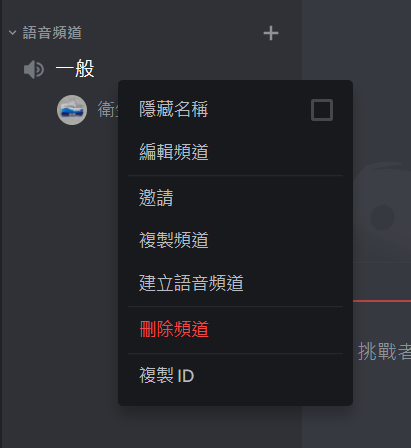 語音頻道
一般
衛
隱藏名稱
編輯頻道
邀請
複製頻道
建立語音頻道
刪除頻道
挑戰者
複製 ID